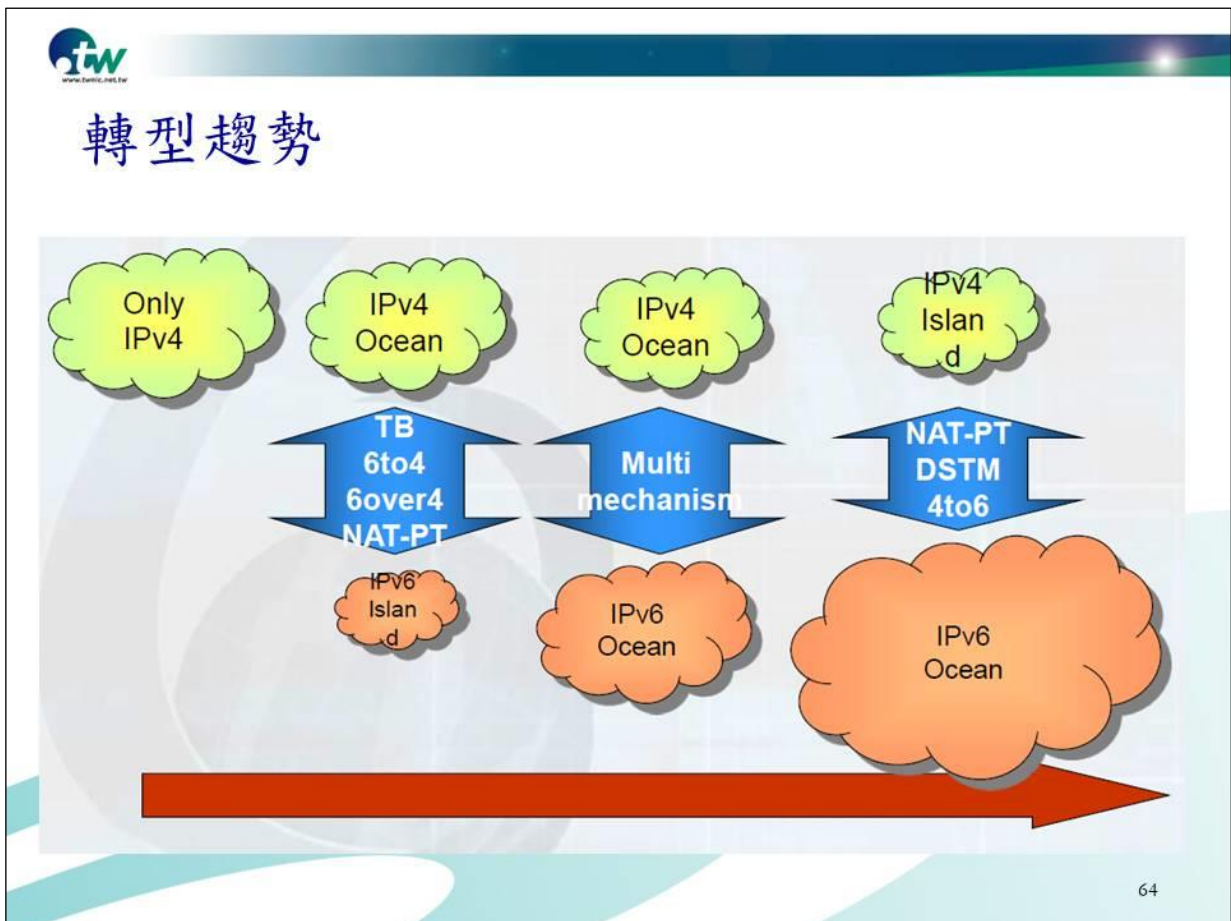 .tw
www.twnic.net.tw
轉型趨勢
Only
IPv4
IPv4
Ocean
IPv4
Ocean
IPv4
Islan
d
TB
6to4
6over4
NAT-PT
Multi
mechanism
NAT-PT
DSTM
4to6
IPv6
Islan
d
IPv6
Ocean
IPv6
Ocean
64